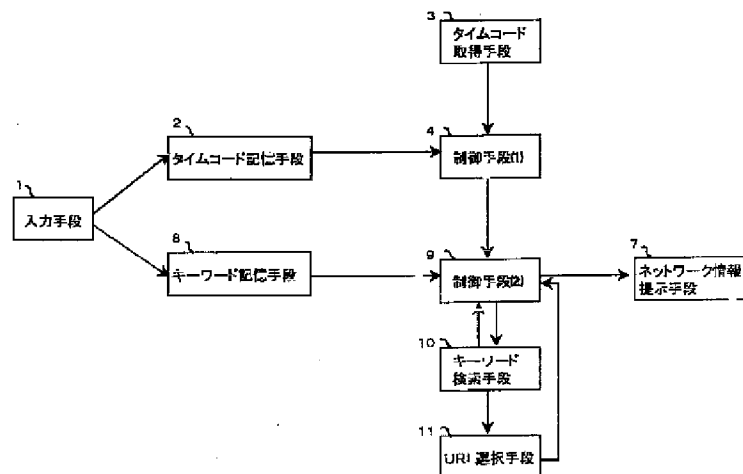 3
タイムコード
取得手段
2
タイムコード記憶手段
4
制御手段(1)
1
入力手段
8
キーワード記憶手段
9
制御手段(2)
7
ネットワーク情報
提示手段
10
キーワード
検索手段
11
URI 選択手段